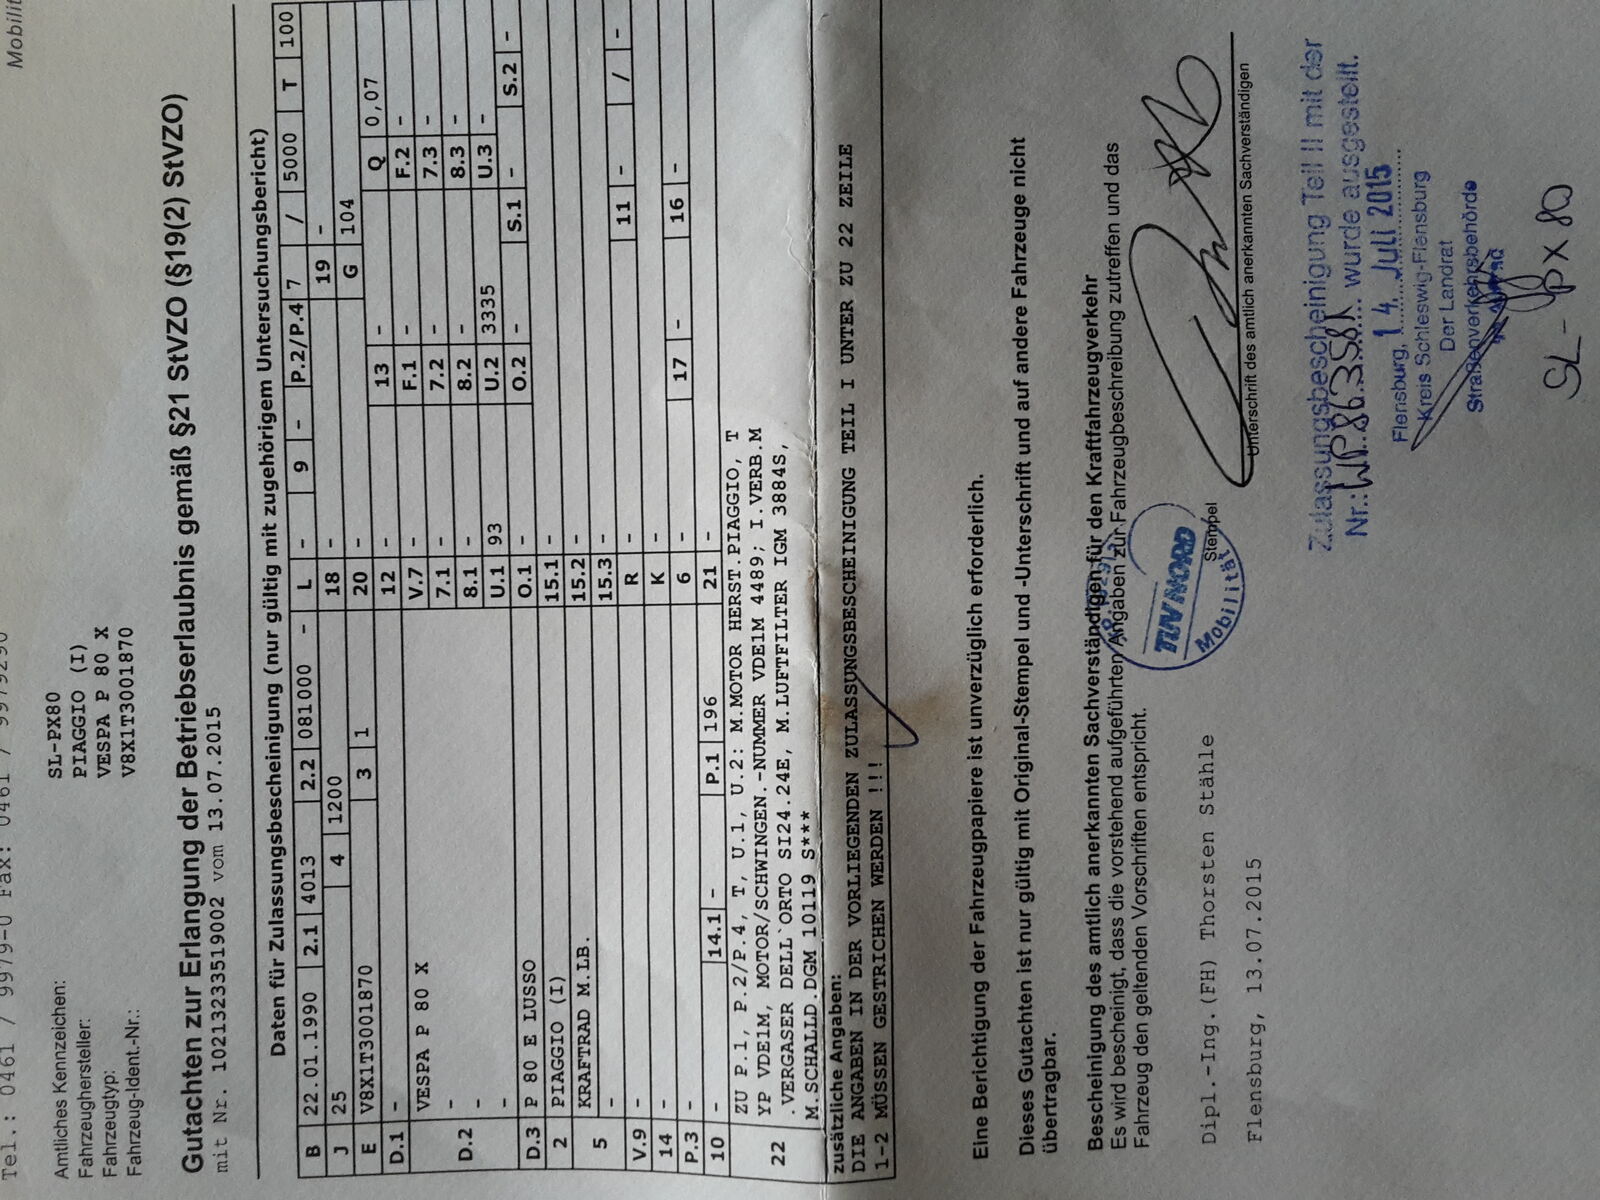 Mobilit
Tel.: 0461 / 9979-0 Fax: 0461 / 9979290
Amtliches Kennzeichen: SL-PX80
Fahrzeughersteller: PIAGGIO (I)
Fahrzeugtyp: VESPA P 80 X
Fahrzeug-Ident.-Nr.: V8X1T3001870
Gutachten zur Erlangung der Betriebserlaubnis gemäß §21 StVZO (§19(2) StVZO)
mit Nr. 10213233519002 vom 13.07.2015
Daten für Zulassungsbescheinigung (nur gültig mit zugehörigem Untersuchungsbericht)
B 22.01.1990 2.1 4013 2.2 081000 - L - 9 - P.2/P.4 7 / 5000 T 100
J 25 4 1200 18 - 19 -
E V8X1T3001870 3 1 20 - G 104
D.1 - 12 - 13 - Q 0,07
D.2 VESPA P 80 X V.7 - F.1 - F.2 -
- 7.1 - 7.2 - 7.3 -
- 8.1 - 8.2 - 8.3 -
- U.1 93 U.2 3335 U.3 -
D.3 P 80 E LUSSO O.1 - O.2 - S.1 - S.2 -
2 PIAGGIO (I) 15.1 -
5 KRAFTRAD M.LB. 15.2 -
- 15.3 -
V.9 - R - 11 - / -
14 - K -
P.3 - 6 - 17 - 16 -
10 - 14.1 - P.1 196 21 -
22 ZU P.1, P.2/P.4, T, U.1, U.2: M.MOTOR HERST.PIAGGIO, T
YP VDE1M, MOTOR/SCHWINGEN.-NUMMER VDE1M 4489; I.VERB.M
.VERGASER DELL`ORTO SI24.24E, M.LUFTFILTER IGM 3884S,
M.SCHALLD.DGM 10119 S***
zusätzliche Angaben:
DIE ANGABEN IN DER VORLIEGENDEN ZULASSUNGSBESCHEINIGUNG TEIL I UNTER ZU 22 ZEILE
1-2 MÜSSEN GESTRICHEN WERDEN !!!
Eine Berichtigung der Fahrzeugpapiere ist unverzüglich erforderlich.
Dieses Gutachten ist nur gültig mit Original-Stempel und -Unterschrift und auf andere Fahrzeuge nicht
übertragbar.
Bescheinigung des amtlich anerkannten Sachverständigen für den Kraftfahrzeugverkehr
Es wird bescheinigt, dass die vorstehend aufgeführten Angaben zur Fahrzeugbeschreibung zutreffen und das
Fahrzeug den geltenden Vorschriften entspricht.
TÜV NORD
Mobilität
Dipl.-Ing. (FH) Thorsten Stähle
Stempel
Unterschrift des amtlich anerkannten Sachverständigen
Flensburg, 13.07.2015
Zulassungsbescheinigung Teil II mit der
Nr.: wurde ausgestellt.
Flensburg, 14. Juli 2015
Kreis Schleswig-Flensburg
Der Landrat
Straßenverkehrsbehörde
SL - PX 80